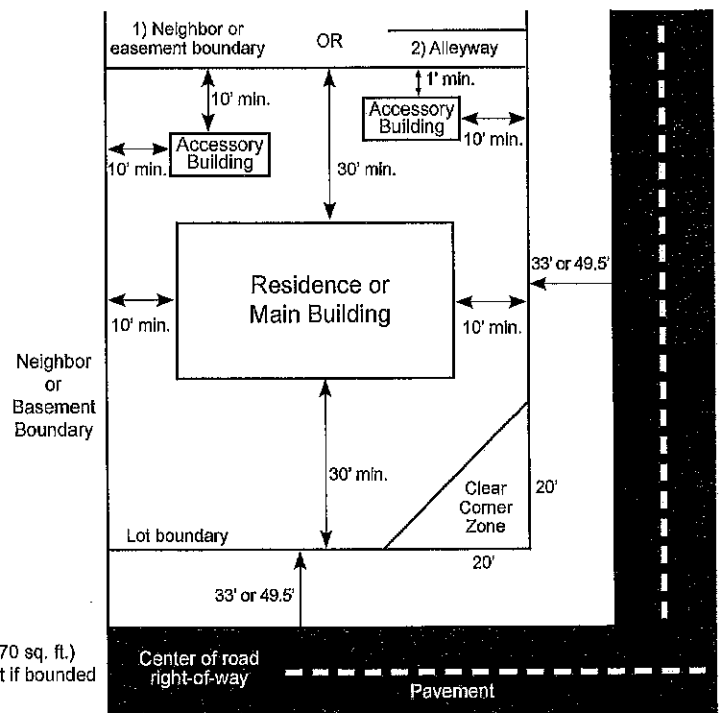 1) Neighbor or
easement boundary
OR
2) Alleyway
10' min.
1' min.
Accessory
Building
Accessory
Building
10' min.
10' min.
30' min.
33' or 49.5'
Residence or
Main Building
10' min.
10' min.
Neighbor
or
Basement
Boundary
30' min.
Clear
Corner
Zone
20'
Lot boundary
20'
33' or 49.5'
70 sq. ft.)
t if bounded
Center of road
right-of-way
Pavement